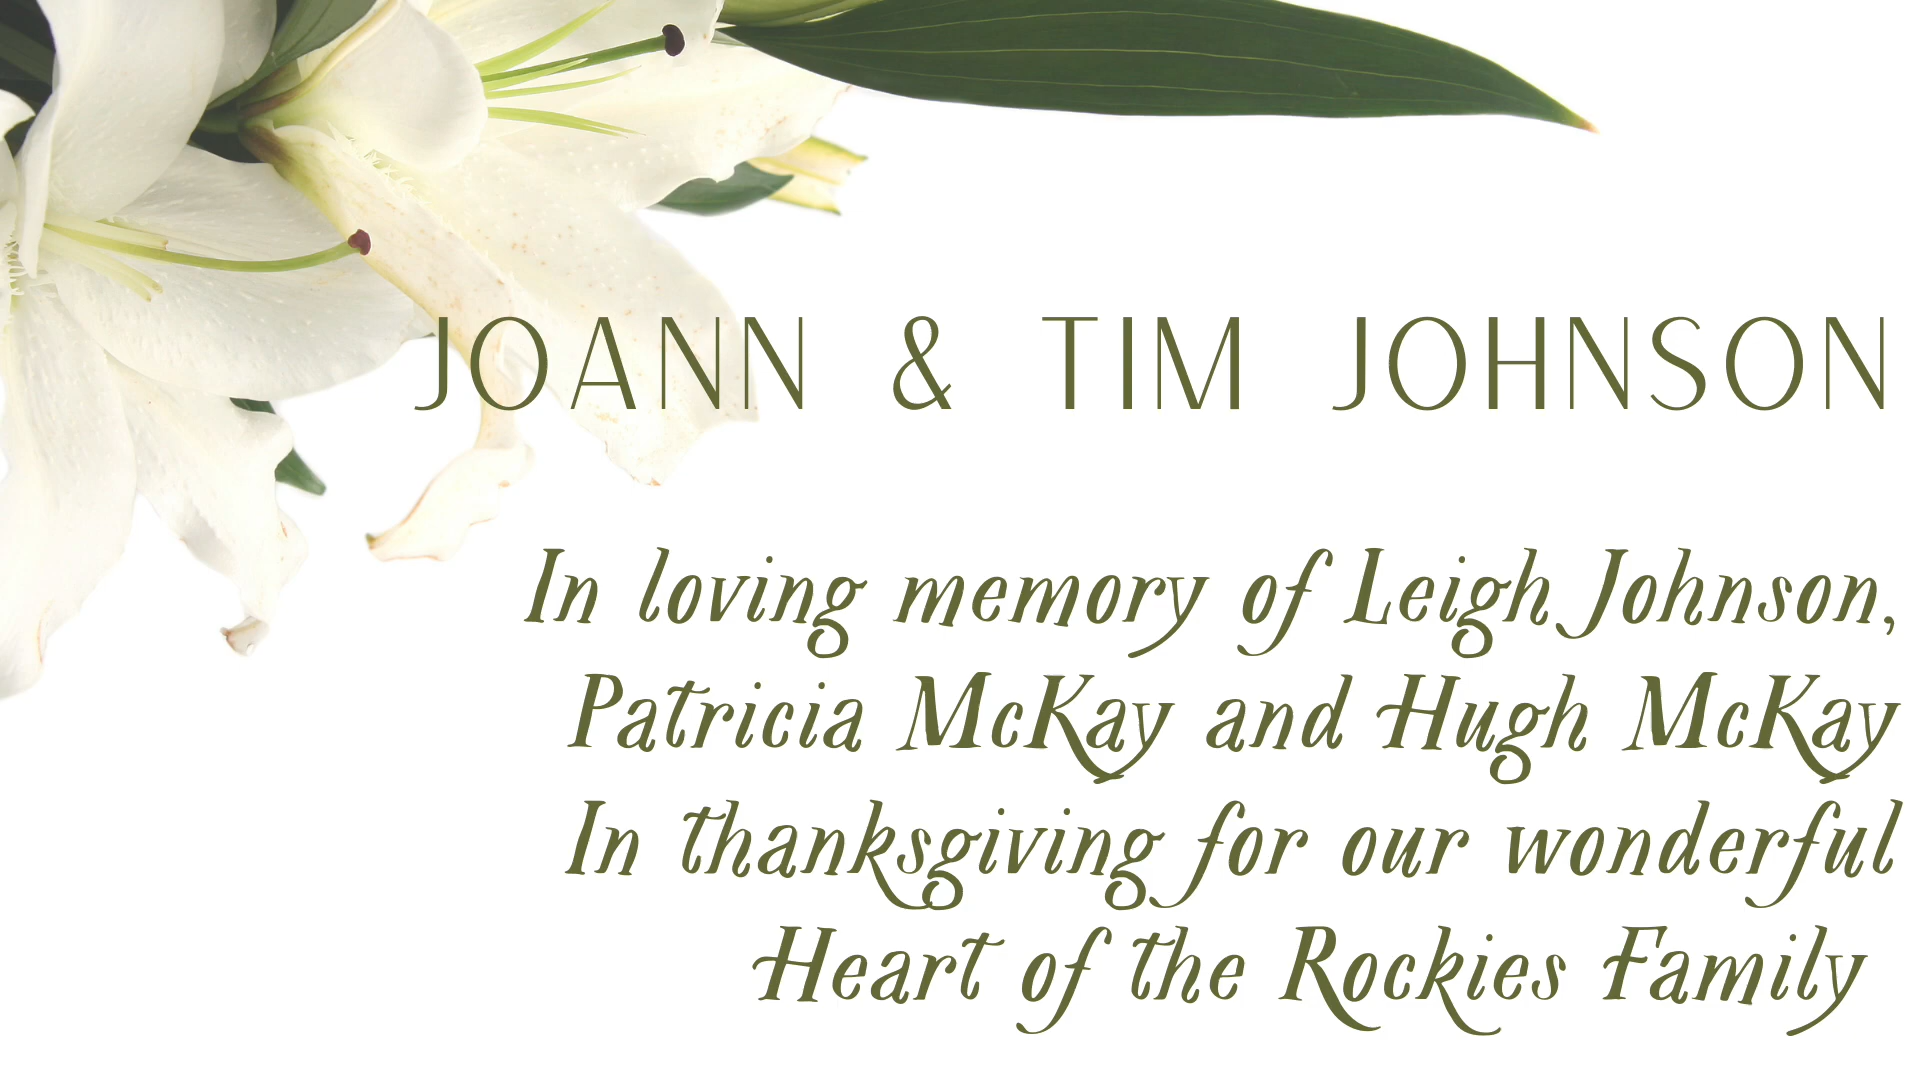 JOANN & TIM JOHNSON
In loving memory of Leigh Johnson,
Patricia McKay and Hugh McKay
In thanksgiving for our wonderful
Heart of the Rockies Family